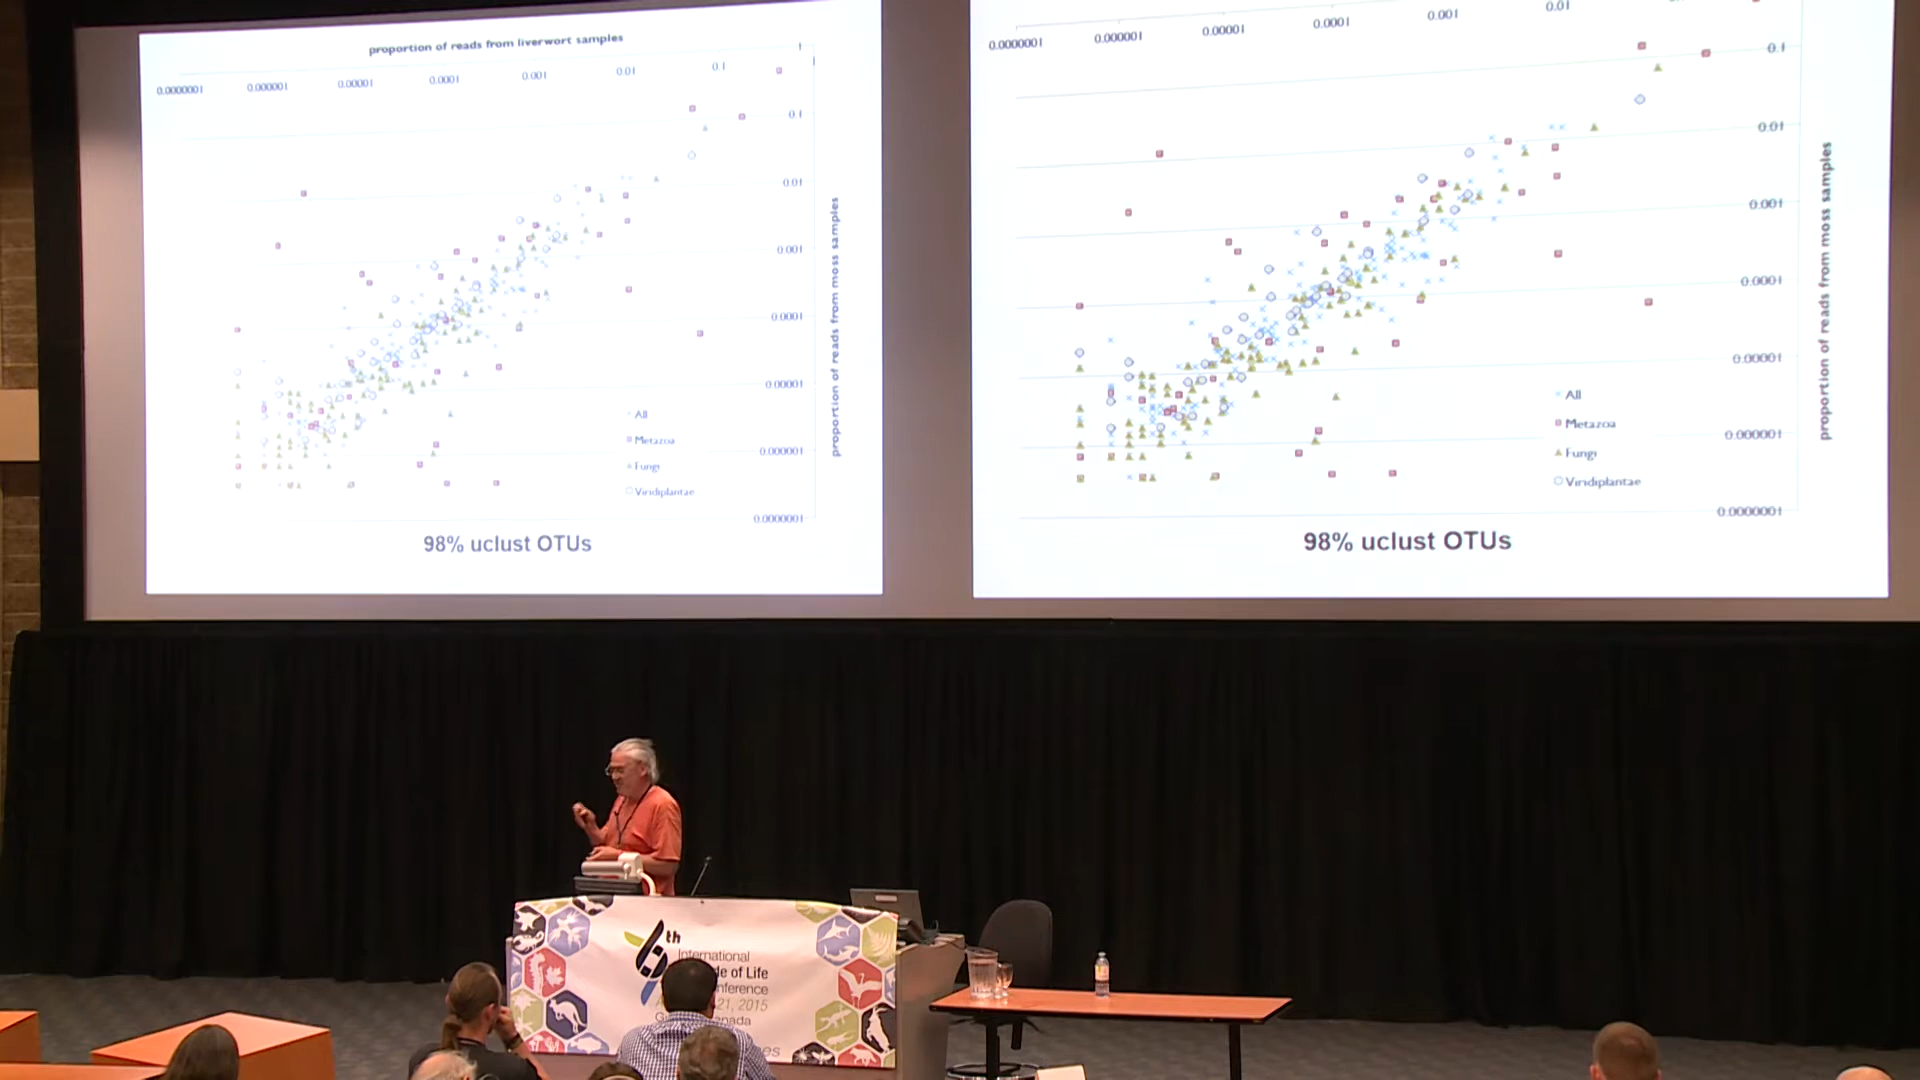 proportion of reads from liverwort samples
0.0000001 0.000001 0.00001 0.0001 0.001 0.01 0.1 1
0.1
0.01
0.001
0.0001
0.00001
0.000001
0.0000001
proportion of reads from moss samples
All
Metazoa
Fungi
Viridiplantae
98% uclust OTUs
0.0000001 0.000001 0.00001 0.0001 0.001 0.01
0.1
0.01
0.001
0.0001
0.00001
0.000001
0.0000001
proportion of reads from moss samples
All
Metazoa
Fungi
Viridiplantae
98% uclust OTUs
6th
International
de of Life
nference
21, 2015
nada